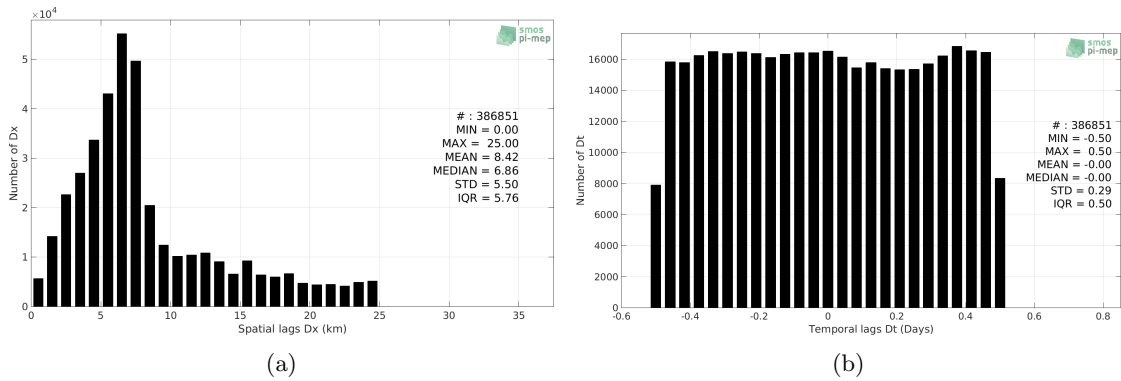 ×10⁴
6
5
4
3
2
1
0
Number of Dx
smos
pi-mep
# : 386851
MIN = 0.00
MAX = 25.00
MEAN = 8.42
MEDIAN = 6.86
STD = 5.50
IQR = 5.76
0 5 10 15 20 25 30 35
Spatial lags Dx (km)
(a)
16000
14000
12000
10000
8000
6000
4000
2000
0
Number of Dt
smos
pi-mep
# : 386851
MIN = -0.50
MAX = 0.50
MEAN = -0.00
MEDIAN = -0.00
STD = 0.29
IQR = 0.50
-0.6 -0.4 -0.2 0 0.2 0.4 0.6 0.8
Temporal lags Dt (Days)
(b)